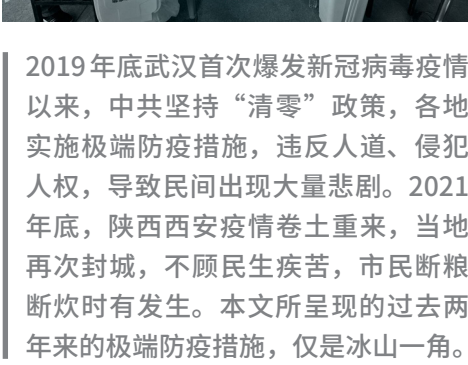 2019年底武汉首次爆发新冠病毒疫情
以来，中共坚持“清零”政策，各地
实施极端防疫措施，违反人道、侵犯
人权，导致民间出现大量悲剧。2021
年底，陕西西安疫情卷土重来，当地
再次封城，不顾民生疾苦，市民断粮
断炊时有发生。本文所呈现的过去两
年来的极端防疫措施，仅是冰山一角。